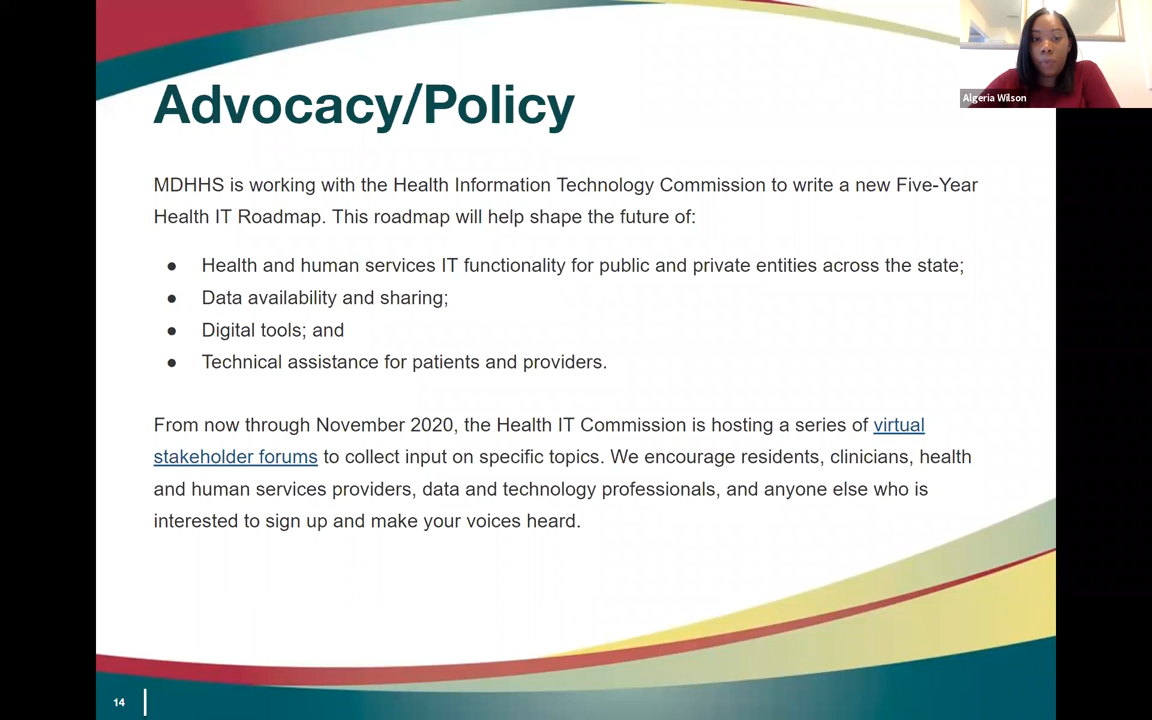 Algeria Wilson
Advocacy/Policy
MDHHS is working with the Health Information Technology Commission to write a new Five-Year
Health IT Roadmap. This roadmap will help shape the future of:
● Health and human services IT functionality for public and private entities across the state;
● Data availability and sharing;
● Digital tools; and
● Technical assistance for patients and providers.
From now through November 2020, the Health IT Commission is hosting a series of virtual
stakeholder forums to collect input on specific topics. We encourage residents, clinicians, health
and human services providers, data and technology professionals, and anyone else who is
interested to sign up and make your voices heard.
14